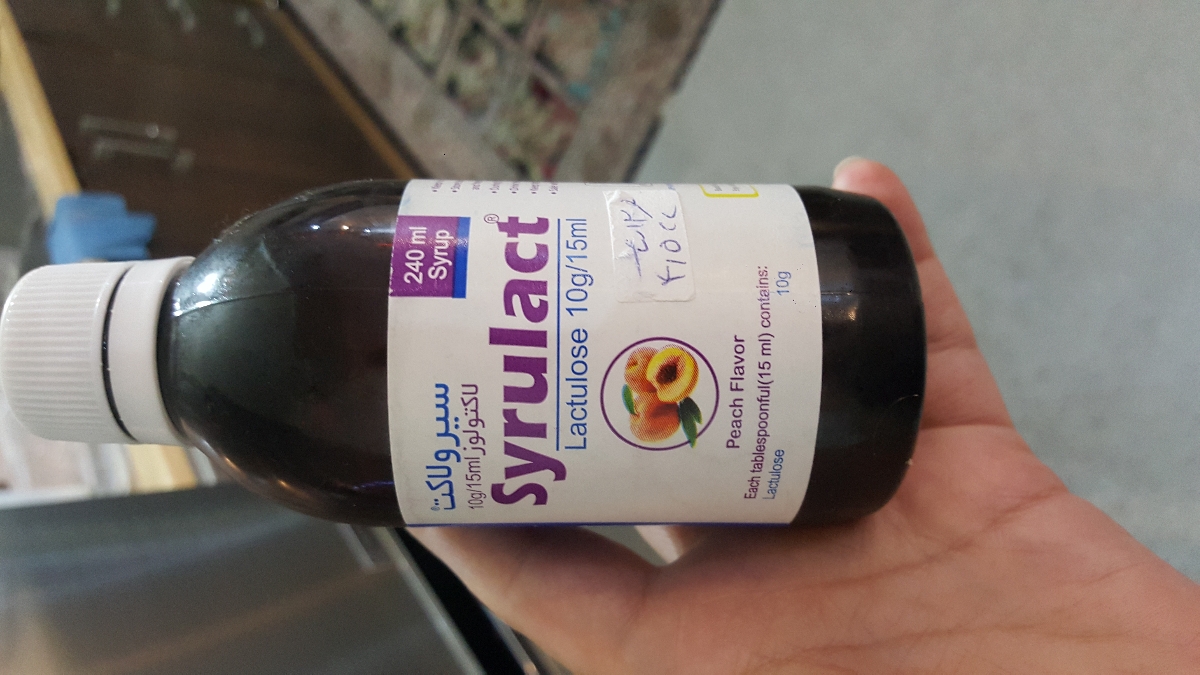 240 ml
Syrup
سیرولاکت®
لاکتولوز 10g/15ml
Syrulact®
Lactulose 10g/15ml
Peach Flavor
Each tablespoonful(15 ml) contains:
Lactulose 10g